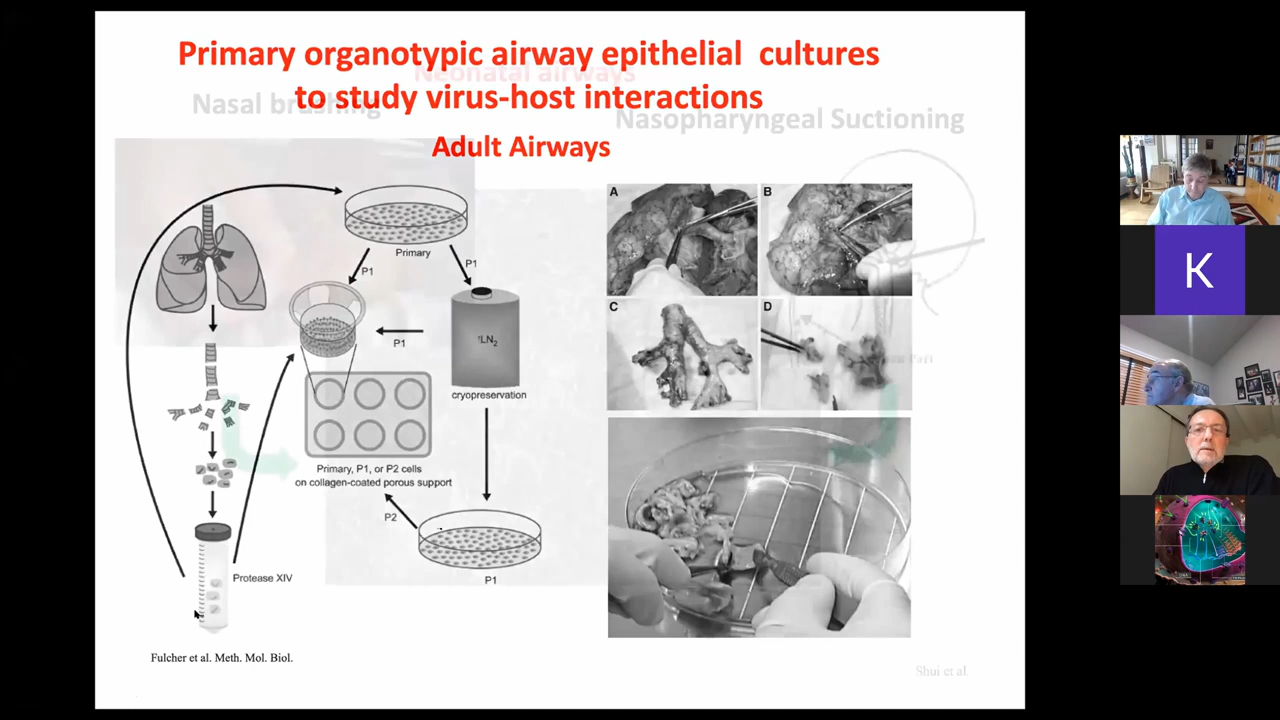 Primary organotypic airway epithelial cultures
Neonatal airways
to study virus-host interactions
Nasal brushing
Nasopharyngeal Suctioning
Adult Airways
Primary
P1
P1
P1
LN2
cryopreservation
Primary, P1, or P2 cells
on collagen-coated porous support
P2
P1
Protease XIV
Fulcher et al. Meth. Mol. Biol.
A
B
C
D
Shui et al.
K